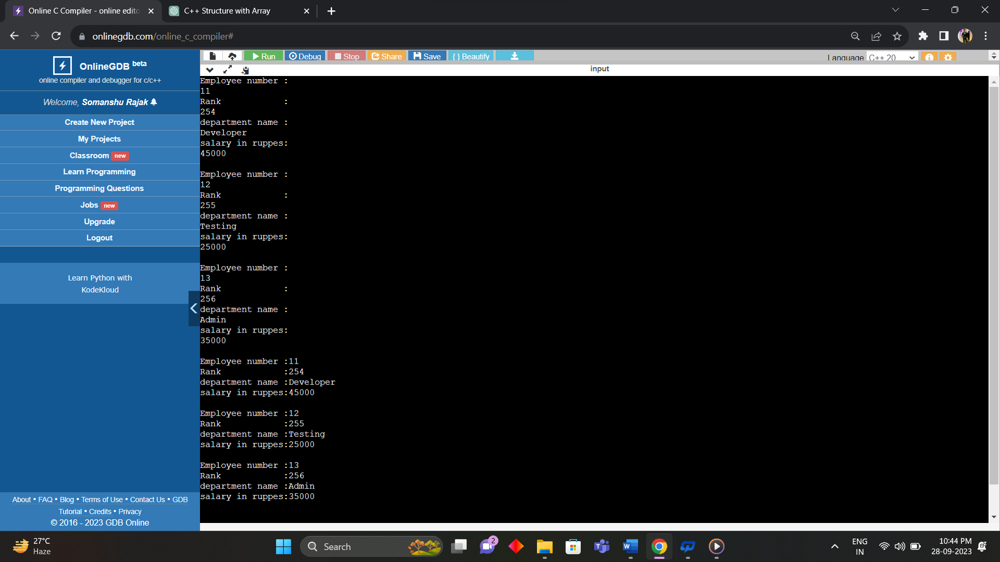 Online C Compiler - online edito
C++ Structure with Array
onlinegdb.com/online_c_compiler#
OnlineGDB beta
online compiler and debugger for c/c++
Welcome, Somanshu Rajak
Create New Project
My Projects
Classroom new
Learn Programming
Programming Questions
Jobs new
Upgrade
Logout
Learn Python with
KodeKloud
About • FAQ • Blog • Terms of Use • Contact Us • GDB
Tutorial • Credits • Privacy
© 2016 - 2023 GDB Online
Run Debug Stop Share Save { } Beautify
Language C++ 20
input
Employee number :
11
Rank            :
254
department name :
Developer
salary in ruppes:
45000
Employee number :
12
Rank            :
255
department name :
Testing
salary in ruppes:
25000
Employee number :
13
Rank            :
256
department name :
Admin
salary in ruppes:
35000
Employee number :11
Rank            :254
department name :Developer
salary in ruppes:45000
Employee number :12
Rank            :255
department name :Testing
salary in ruppes:25000
Employee number :13
Rank            :256
department name :Admin
salary in ruppes:35000
27°C
Haze
Search
2
ENG
IN
10:44 PM
28-09-2023